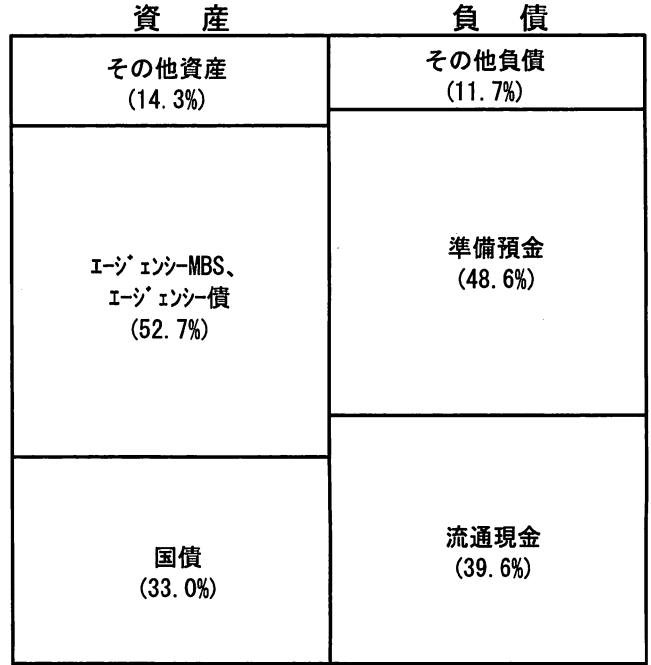 資産
負債
その他資産
(14.3%)
その他負債
(11.7%)
ｴｰｼﾞｪﾝｼｰMBS、
ｴｰｼﾞｪﾝｼｰ債
(52.7%)
準備預金
(48.6%)
国債
(33.0%)
流通現金
(39.6%)